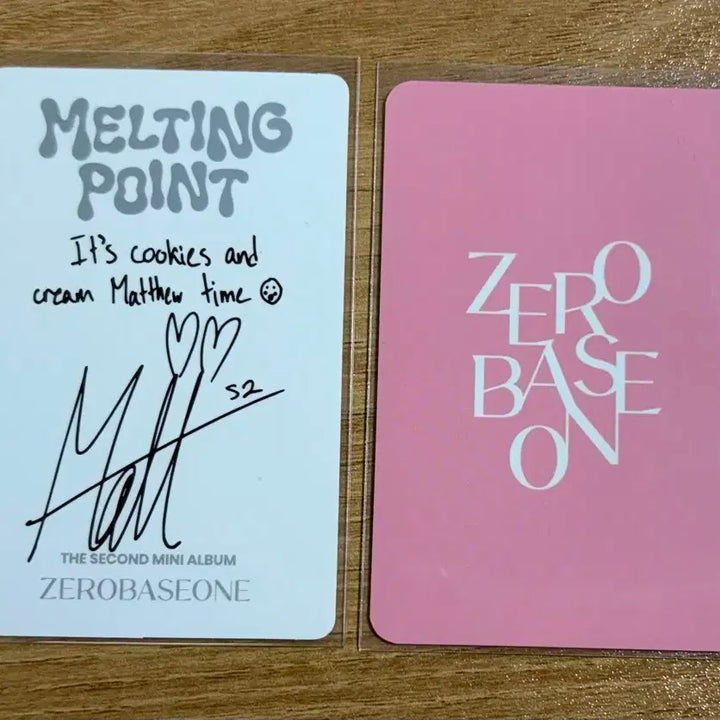 MELTING
POINT
It's cookies and
cream Matthew time
Matt
S2
THE SECOND MINI ALBUM
ZEROBASEONE
ZERO
BASE
ON